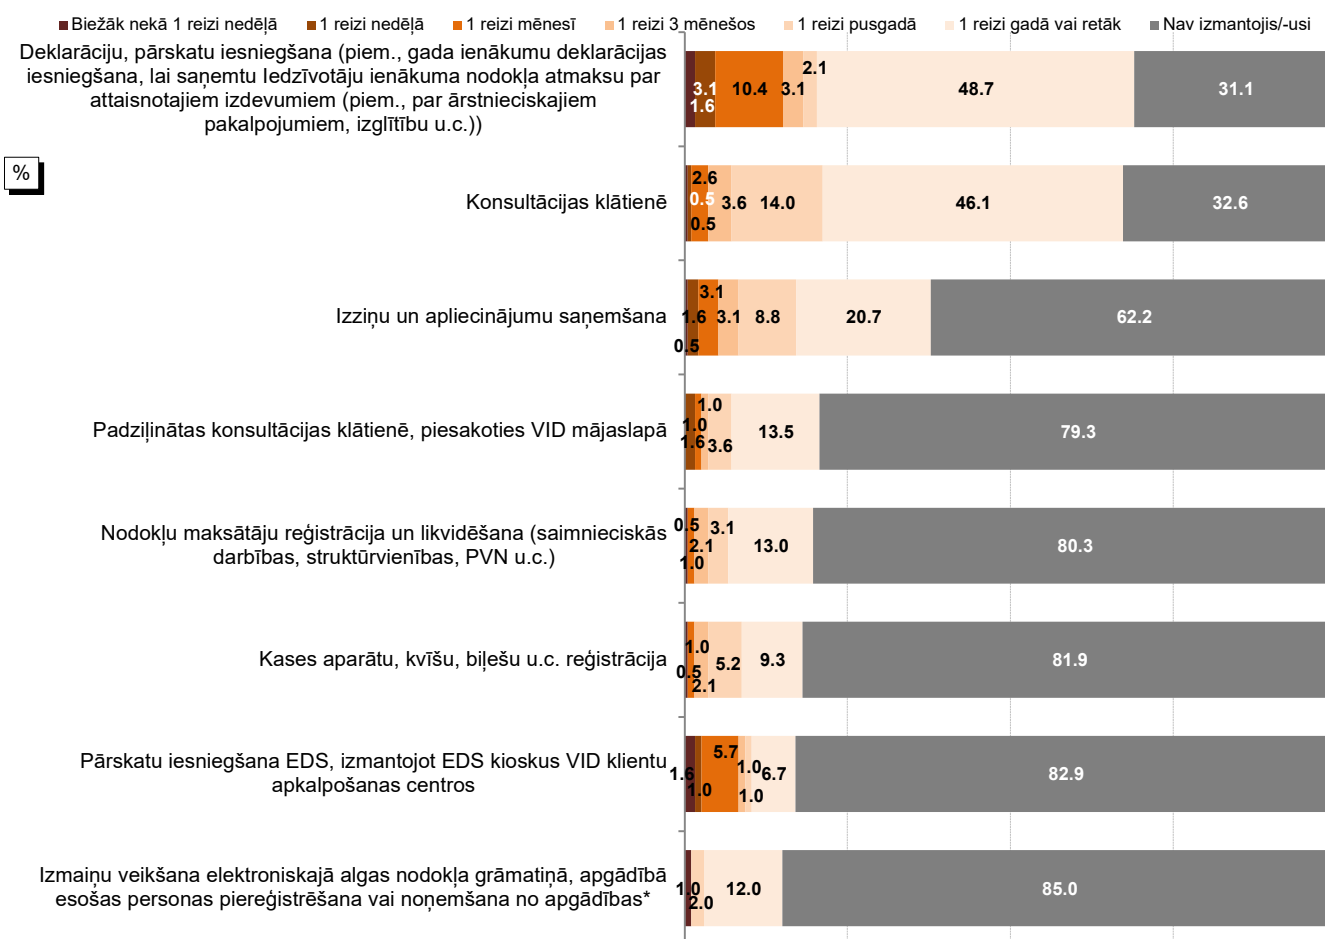 Biežāk nekā 1 reizi nedēļā 1 reizi nedēļā 1 reizi mēnesī 1 reizi 3 mēnešos 1 reizi pusgadā 1 reizi gadā vai retāk Nav izmantojis/-usi
Deklarāciju, pārskatu iesniegšana (piem., gada ienākumu deklarācijas
iesniegšana, lai saņemtu Iedzīvotāju ienākuma nodokļa atmaksu par
attaisnotajiem izdevumiem (piem., par ārstnieciskajiem
pakalpojumiem, izglītību u.c.))
2.1
3.1 10.4 3.1 48.7 31.1
1.6
%
Konsultācijas klātienē
2.6
0.5 3.6 14.0 46.1 32.6
0.5
Izziņu un apliecinājumu saņemšana
3.1
1.6 3.1 8.8 20.7 62.2
0.5
Padziļinātas konsultācijas klātienē, piesakoties VID mājaslapā
1.0
1.0 13.5 79.3
1.6 3.6
Nodokļu maksātāju reģistrācija un likvidēšana (saimnieciskās
darbības, struktūrvienības, PVN u.c.)
0.5 3.1
2.1 13.0 80.3
1.0
Kases aparātu, kvīšu, biļešu u.c. reģistrācija
1.0
0.5 5.2 9.3 81.9
2.1
Pārskatu iesniegšana EDS, izmantojot EDS kioskus VID klientu
apkalpošanas centros
5.7
1.6 1.0 6.7 82.9
1.0 1.0
Izmaiņu veikšana elektroniskajā algas nodokļa grāmatiņā, apgādībā
esošas personas piereģistrēšana vai noņemšana no apgādības*
1.0 12.0 85.0
2.0